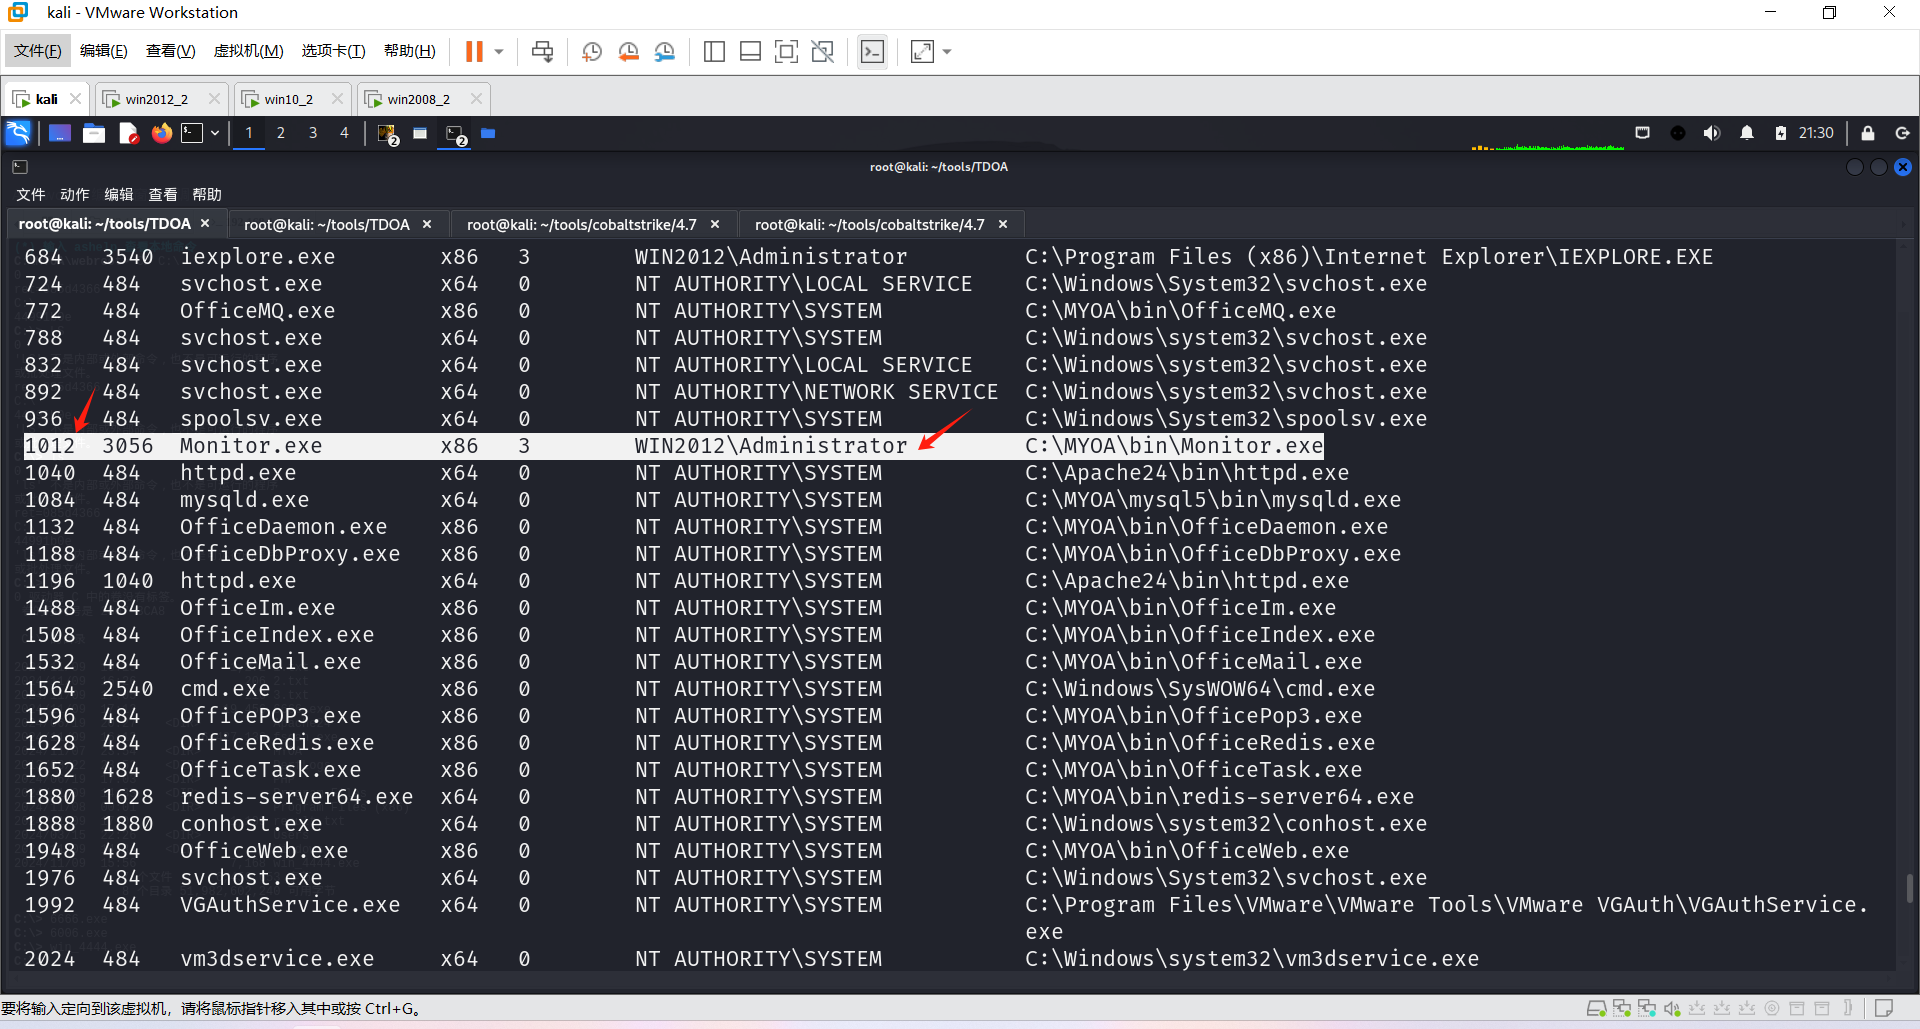 kali - VMware Workstation
文件(F) 编辑(E) 查看(V) 虚拟机(M) 选项卡(T) 帮助(H)
kali win2012_2 win10_2 win2008_2
1 2 3 4 2 2 21:30
root@kali: ~/tools/TDOA
文件 动作 编辑 查看 帮助
root@kali: ~/tools/TDOA root@kali: ~/tools/TDOA root@kali: ~/tools/cobaltstrike/4.7 root@kali: ~/tools/cobaltstrike/4.7
684 3540 iexplore.exe x86 3 WIN2012\Administrator C:\Program Files (x86)\Internet Explorer\IEXPLORE.EXE
724 484 svchost.exe x64 0 NT AUTHORITY\LOCAL SERVICE C:\Windows\System32\svchost.exe
772 484 OfficeMQ.exe x86 0 NT AUTHORITY\SYSTEM C:\MYOA\bin\OfficeMQ.exe
788 484 svchost.exe x64 0 NT AUTHORITY\SYSTEM C:\Windows\system32\svchost.exe
832 484 svchost.exe x64 0 NT AUTHORITY\LOCAL SERVICE C:\Windows\system32\svchost.exe
892 484 svchost.exe x64 0 NT AUTHORITY\NETWORK SERVICE C:\Windows\system32\svchost.exe
936 484 spoolsv.exe x64 0 NT AUTHORITY\SYSTEM C:\Windows\System32\spoolsv.exe
1012 3056 Monitor.exe x86 3 WIN2012\Administrator C:\MYOA\bin\Monitor.exe
1040 484 httpd.exe x64 0 NT AUTHORITY\SYSTEM C:\Apache24\bin\httpd.exe
1084 484 mysqld.exe x64 0 NT AUTHORITY\SYSTEM C:\MYOA\mysql5\bin\mysqld.exe
1132 484 OfficeDaemon.exe x86 0 NT AUTHORITY\SYSTEM C:\MYOA\bin\OfficeDaemon.exe
1188 484 OfficeDbProxy.exe x86 0 NT AUTHORITY\SYSTEM C:\MYOA\bin\OfficeDbProxy.exe
1196 1040 httpd.exe x64 0 NT AUTHORITY\SYSTEM C:\Apache24\bin\httpd.exe
1488 484 OfficeIm.exe x86 0 NT AUTHORITY\SYSTEM C:\MYOA\bin\OfficeIm.exe
1508 484 OfficeIndex.exe x86 0 NT AUTHORITY\SYSTEM C:\MYOA\bin\OfficeIndex.exe
1532 484 OfficeMail.exe x86 0 NT AUTHORITY\SYSTEM C:\MYOA\bin\OfficeMail.exe
1564 2540 cmd.exe x86 0 NT AUTHORITY\SYSTEM C:\Windows\SysWOW64\cmd.exe
1596 484 OfficePOP3.exe x86 0 NT AUTHORITY\SYSTEM C:\MYOA\bin\OfficePop3.exe
1628 484 OfficeRedis.exe x86 0 NT AUTHORITY\SYSTEM C:\MYOA\bin\OfficeRedis.exe
1652 484 OfficeTask.exe x86 0 NT AUTHORITY\SYSTEM C:\MYOA\bin\OfficeTask.exe
1880 1628 redis-server64.exe x64 0 NT AUTHORITY\SYSTEM C:\MYOA\bin\redis-server64.exe
1888 1880 conhost.exe x64 0 NT AUTHORITY\SYSTEM C:\Windows\system32\conhost.exe
1948 484 OfficeWeb.exe x86 0 NT AUTHORITY\SYSTEM C:\MYOA\bin\OfficeWeb.exe
1976 484 svchost.exe x64 0 NT AUTHORITY\SYSTEM C:\Windows\System32\svchost.exe
1992 484 VGAuthService.exe x64 0 NT AUTHORITY\SYSTEM C:\Program Files\VMware\VMware Tools\VMware VGAuth\VGAuthService.
exe
2024 484 vm3dservice.exe x64 0 NT AUTHORITY\SYSTEM C:\Windows\system32\vm3dservice.exe
要将输入定向到该虚拟机，请将鼠标指针移入其中或按 Ctrl+G。